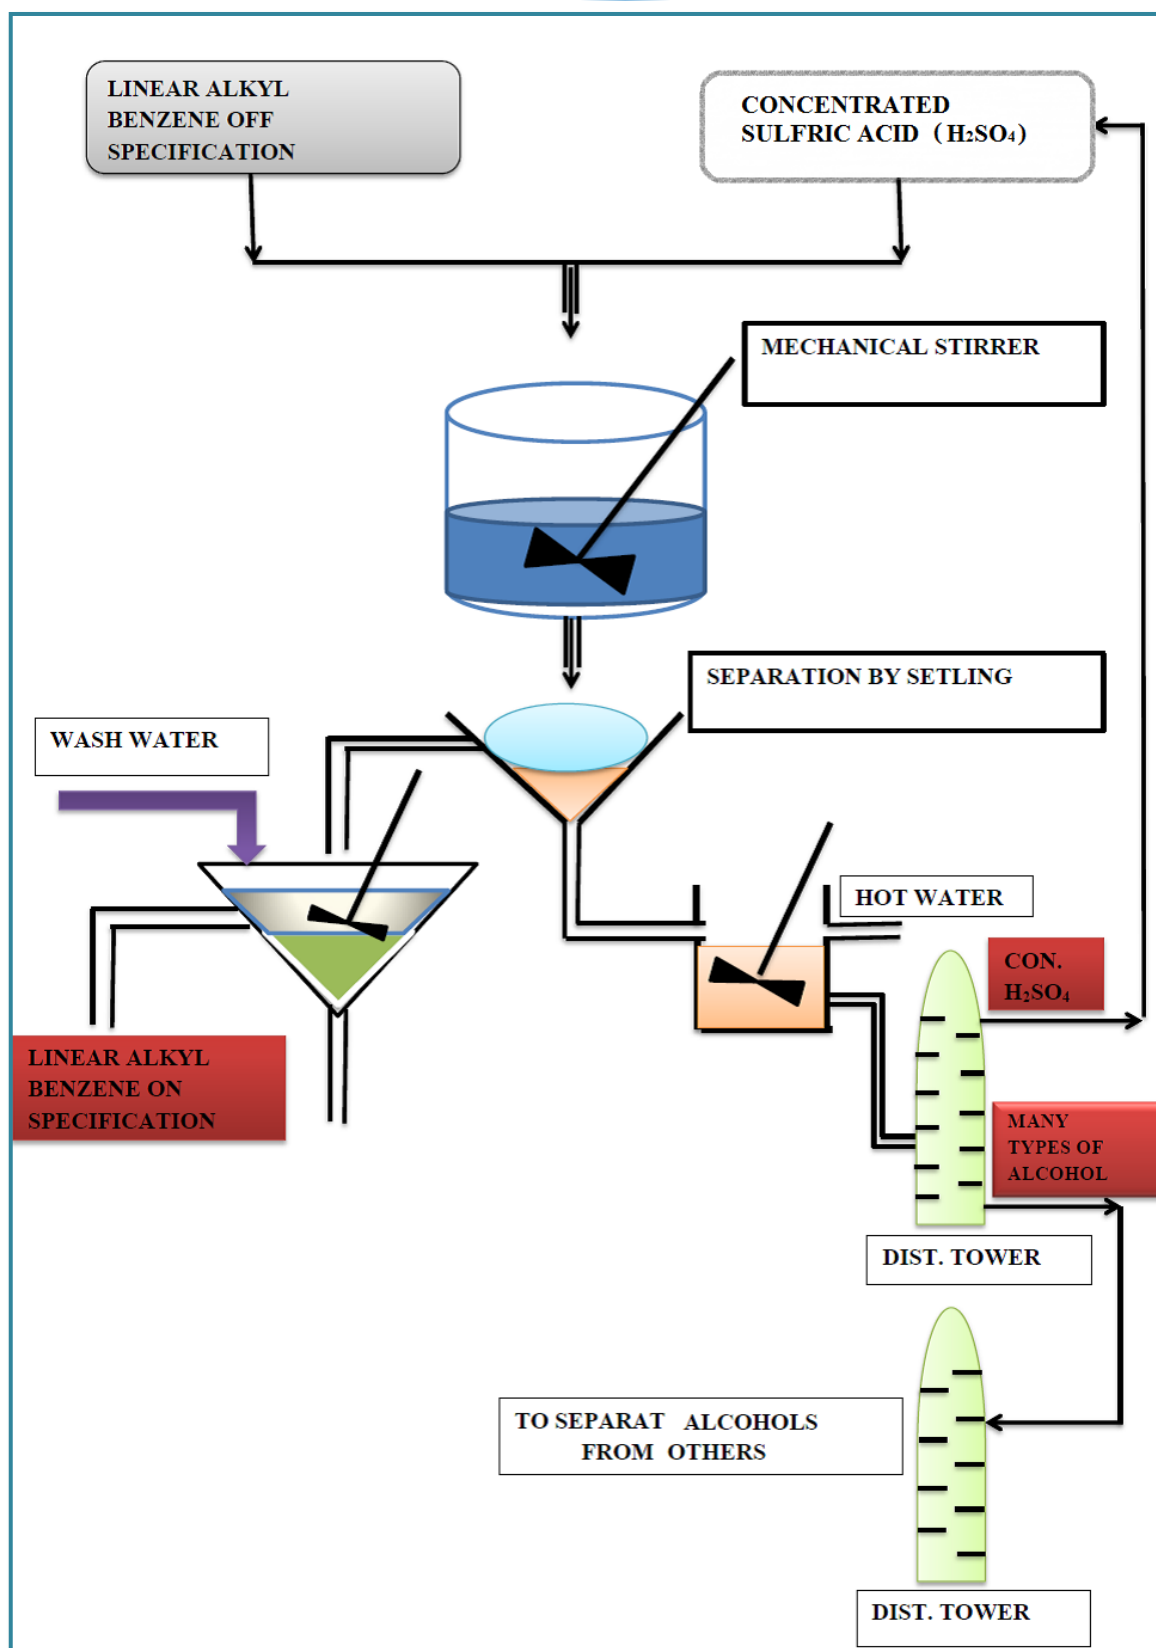 LINEAR ALKYL
BENZENE OFF
SPECIFICATION
CONCENTRATED
SULFRIC ACID (H₂SO₄)
MECHANICAL STIRRER
SEPARATION BY SETLING
WASH WATER
HOT WATER
CON.
H₂SO₄
LINEAR ALKYL
BENZENE ON
SPECIFICATION
MANY
TYPES OF
ALCOHOL
DIST. TOWER
TO SEPARAT ALCOHOLS
FROM OTHERS
DIST. TOWER